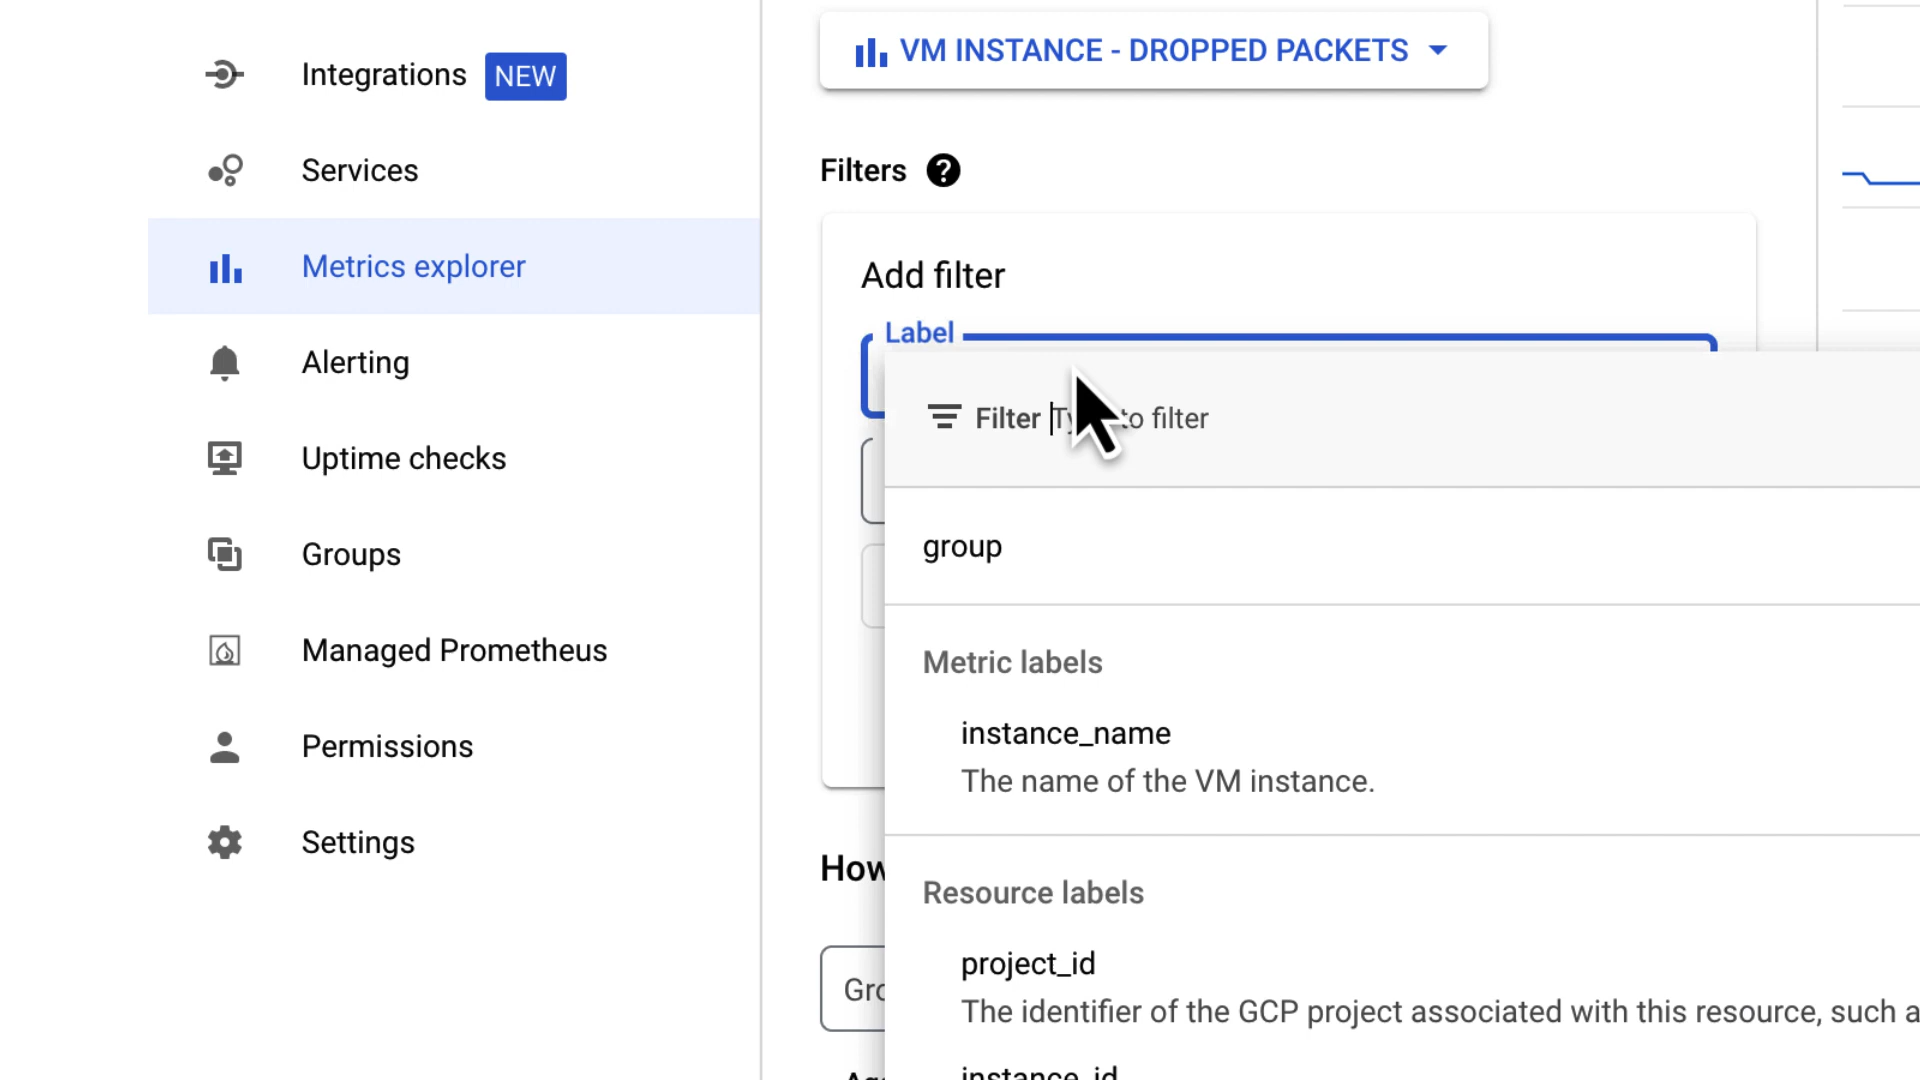 Integrations NEW
Services
Metrics explorer
Alerting
Uptime checks
Groups
Managed Prometheus
Permissions
Settings
VM INSTANCE - DROPPED PACKETS
Filters ?
Add filter
Label
Filter to filter
group
Metric labels
instance_name
The name of the VM instance.
Resource labels
project_id
The identifier of the GCP project associated with this resource, such a
instance_id
How
Gro